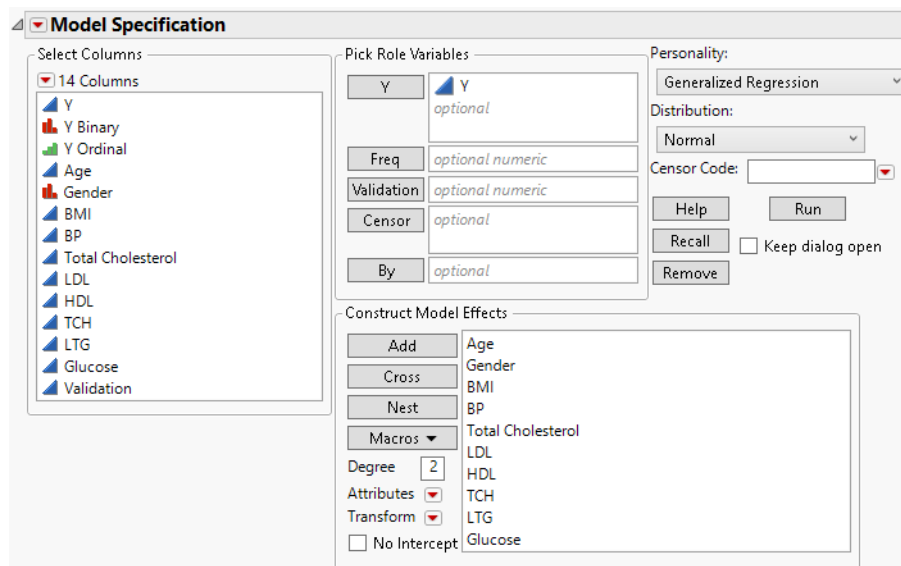 Model Specification
Select Columns
14 Columns
Y
Y Binary
Y Ordinal
Age
Gender
BMI
BP
Total Cholesterol
LDL
HDL
TCH
LTG
Glucose
Validation
Pick Role Variables
Y
Y
optional
Freq
optional numeric
Validation
optional numeric
Censor
optional
By
optional
Personality:
Generalized Regression
Distribution:
Normal
Censor Code:
Help
Run
Recall
Keep dialog open
Remove
Construct Model Effects
Add
Cross
Nest
Macros
Degree
2
Attributes
Transform
No Intercept
Age
Gender
BMI
BP
Total Cholesterol
LDL
HDL
TCH
LTG
Glucose